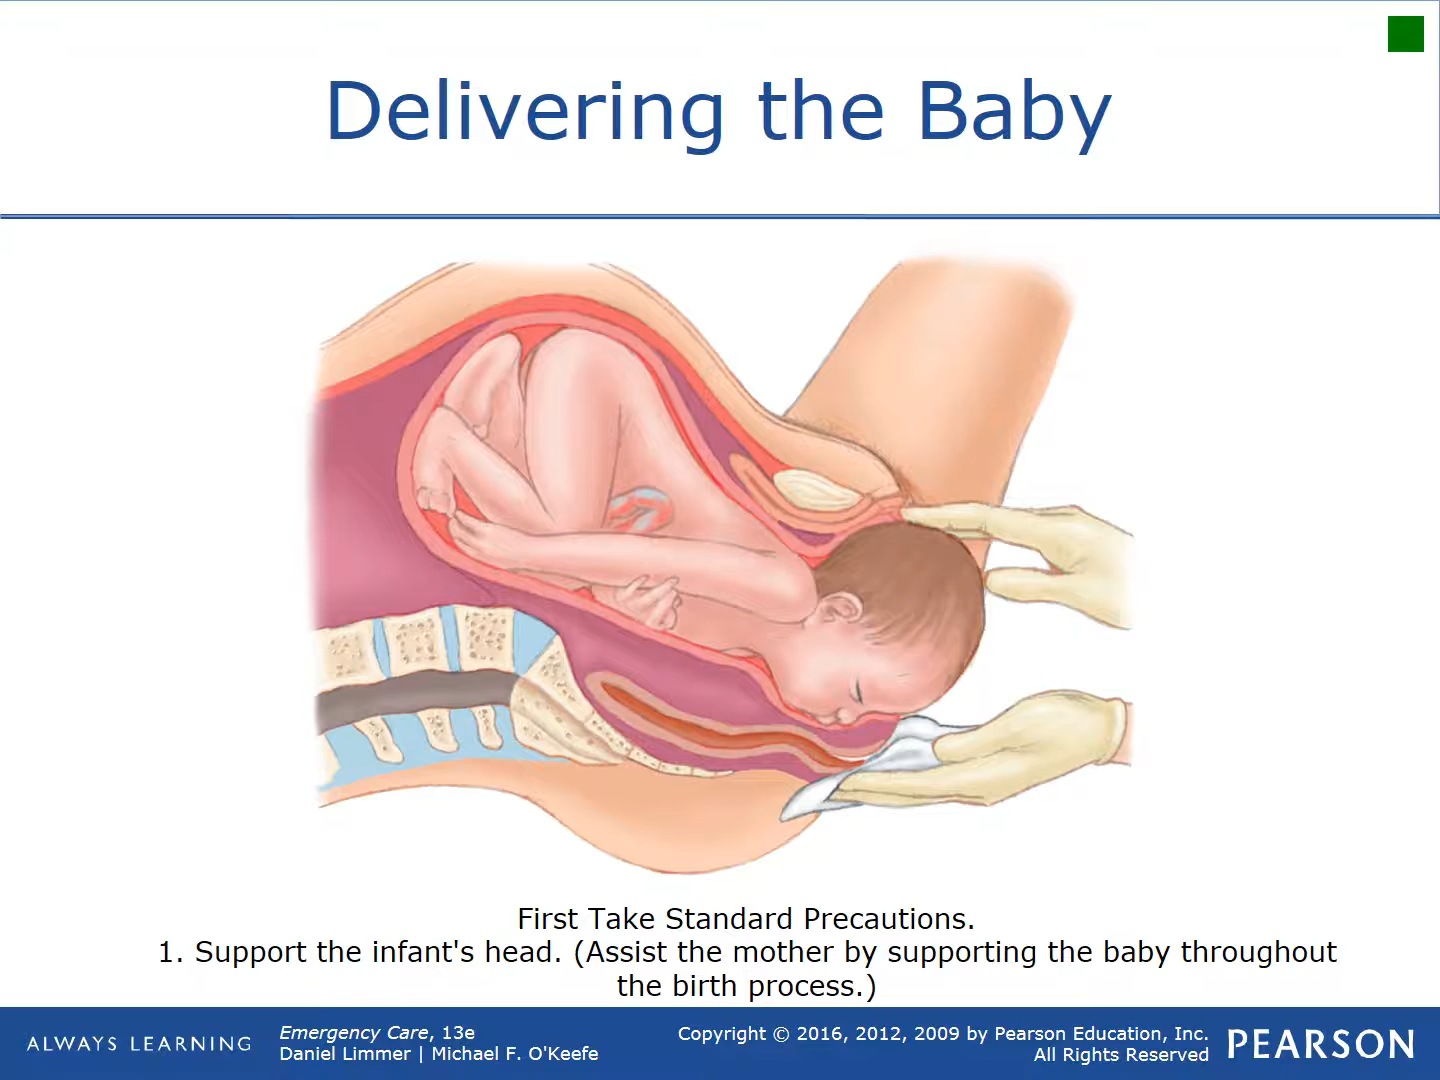 Delivering the Baby
First Take Standard Precautions.
1. Support the infant's head. (Assist the mother by supporting the baby throughout
the birth process.)
ALWAYS LEARNING
Emergency Care, 13e
Daniel Limmer | Michael F. O'Keefe
Copyright © 2016, 2012, 2009 by Pearson Education, Inc.
All Rights Reserved
PEARSON